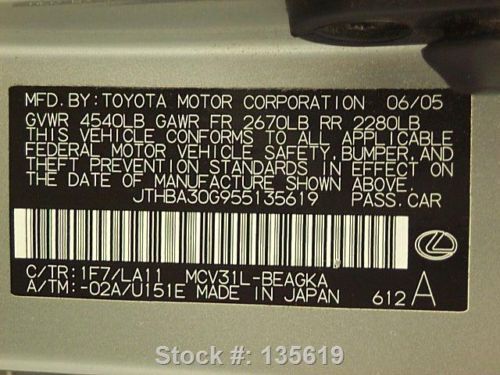 MFD. BY: TOYOTA MOTOR CORPORATION 06/05
GVWR 4540LB GAWR FR 2670LB RR 2280LB
THIS VEHICLE CONFORMS TO ALL APPLICABLE
FEDERAL MOTOR VEHICLE SAFETY, BUMPER, AND
THEFT PREVENTION STANDARDS IN EFFECT ON
THE DATE OF MANUFACTURE SHOWN ABOVE.
JTHBA30G955135619 PASS. CAR
C/TR: 1F7/LA11 MCV31L-BEAGKA
A/TM: -02A/U151E MADE IN JAPAN 612 A
Stock #: 135619